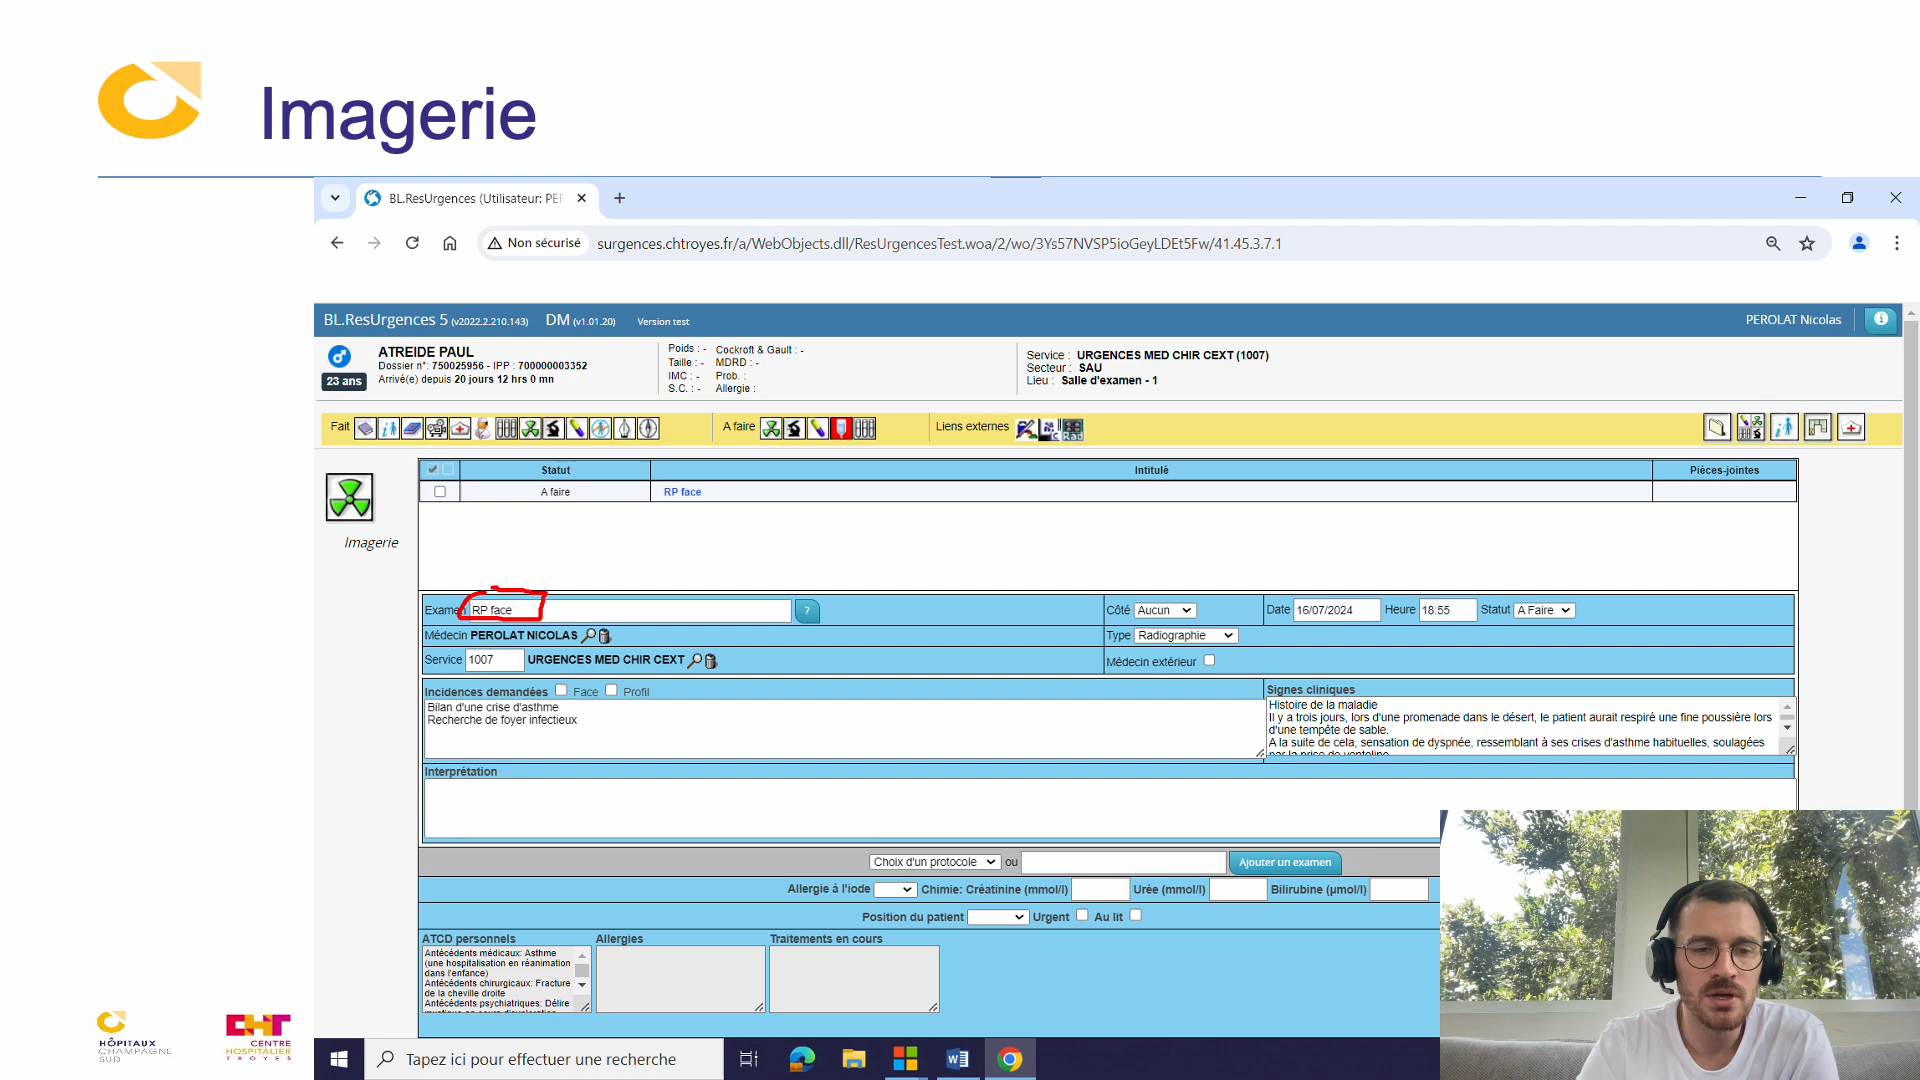 Imagerie
BL.ResUrgences (Utilisateur: PER
Non sécurisé
surgences.chtroyes.fr/a/WebObjects.dll/ResUrgencesTest.woa/2/wo/3Ys57NVSP5ioGeyLDEt5Fw/41.45.3.7.1
BL.ResUrgences 5 (v2022.2.210.143) DM (v1.01.20) Version test
PEROLAT Nicolas
ATREIDE PAUL
Dossier n°: 750025956 - IPP : 700000003352
Arrivé(e) depuis 20 jours 12 hrs 0 mn
23 ans
Poids : - Cockroft & Gault : -
Taille : - MDRD : -
IMC : - Prob. :
S.C. : - Allergie :
Service : URGENCES MED CHIR CEXT (1007)
Secteur : SAU
Lieu : Salle d'examen - 1
Fait
A faire
Liens externes
Statut Intitulé Pièces-jointes
A faire RP face
Imagerie
Examen RP face ? Côté Aucun Date 16/07/2024 Heure 18:55 Statut A Faire
Médecin PEROLAT NICOLAS Type Radiographie
Service 1007 URGENCES MED CHIR CEXT Médecin extérieur
Incidences demandées Face Profil
Bilan d'une crise d'asthme
Recherche de foyer infectieux
Signes cliniques
Histoire de la maladie
Il y a trois jours, lors d'une promenade dans le désert, le patient aurait respiré une fine poussière lors
d'une tempête de sable.
A la suite de cela, sensation de dyspnée, ressemblant à ses crises d'asthme habituelles, soulagées
par la prise de ventoline
Interprétation
Choix d'un protocole ou Ajouter un examen
Allergie à l'iode Chimie: Créatinine (mmol/l) Urée (mmol/l) Bilirubine (µmol/l)
Position du patient Urgent Au lit
ATCD personnels Allergies Traitements en cours
Antécédents médicaux: Asthme
(une hospitalisation en réanimation
dans l'enfance)
Antécédents chirurgicaux: Fracture
de la cheville droite
Antécédents psychiatriques: Délire
HÔPITAUX
CHAMPAGNE
SUD
CHT
CENTRE
HOSPITALIER
TROYES
Tapez ici pour effectuer une recherche